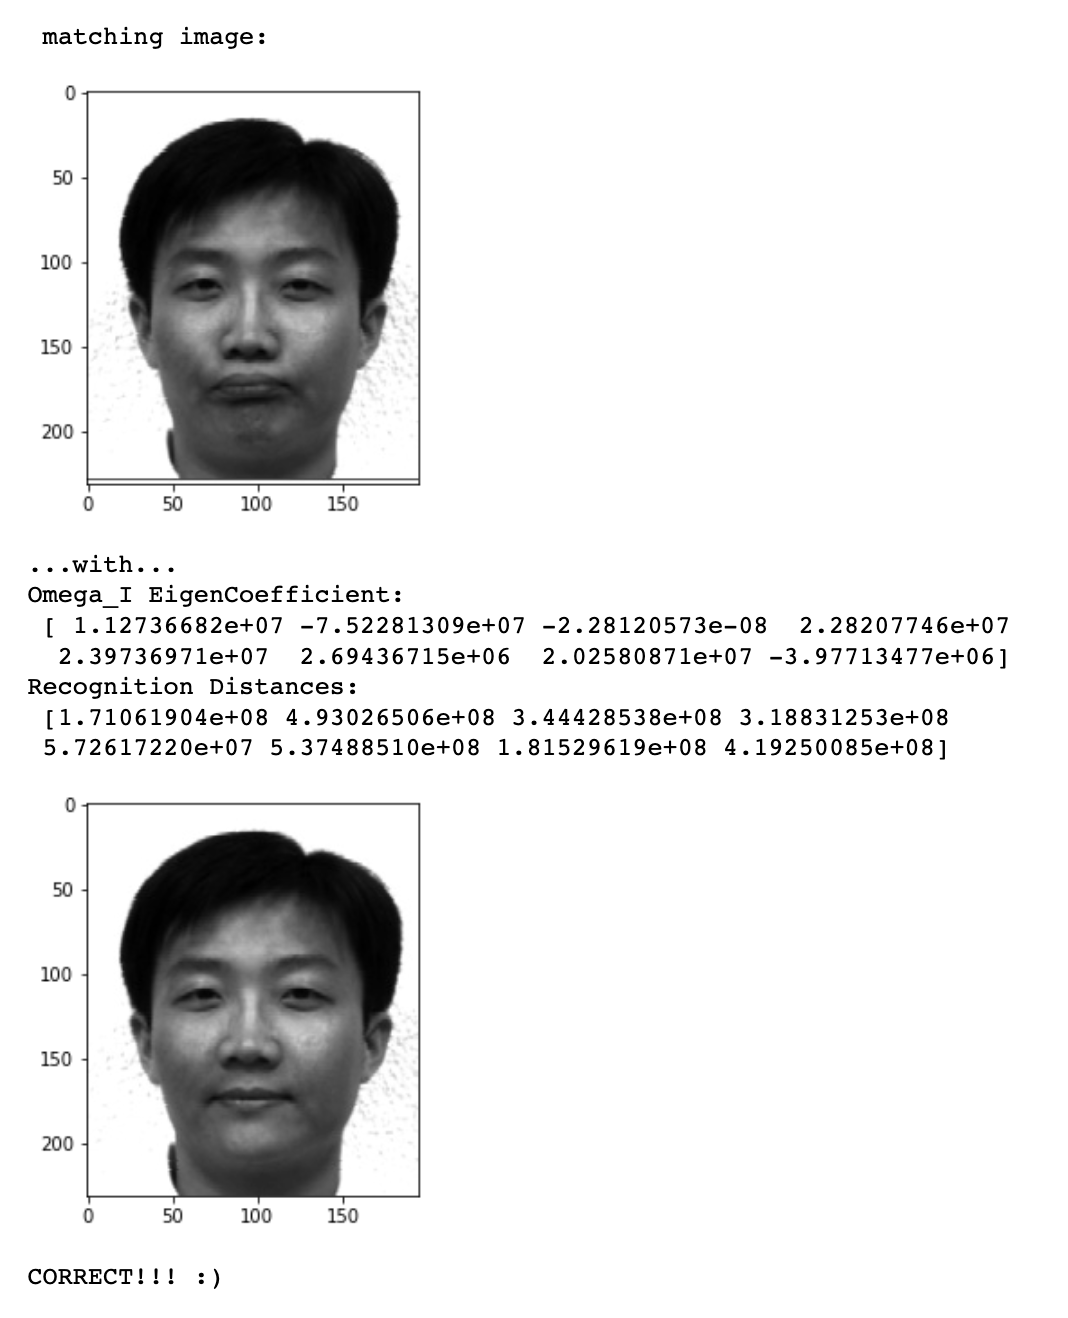 matching image:
0
50
100
150
200
0 50 100 150
...with...
Omega_I EigenCoefficient:
[ 1.12736682e+07 -7.52281309e+07 -2.28120573e-08  2.28207746e+07
2.39736971e+07  2.69436715e+06  2.02580871e+07 -3.97713477e+06]
Recognition Distances:
[1.71061904e+08 4.93026506e+08 3.44428538e+08 3.18831253e+08
5.72617220e+07 5.37488510e+08 1.81529619e+08 4.19250085e+08]
0
50
100
150
200
0 50 100 150
CORRECT!!! :)